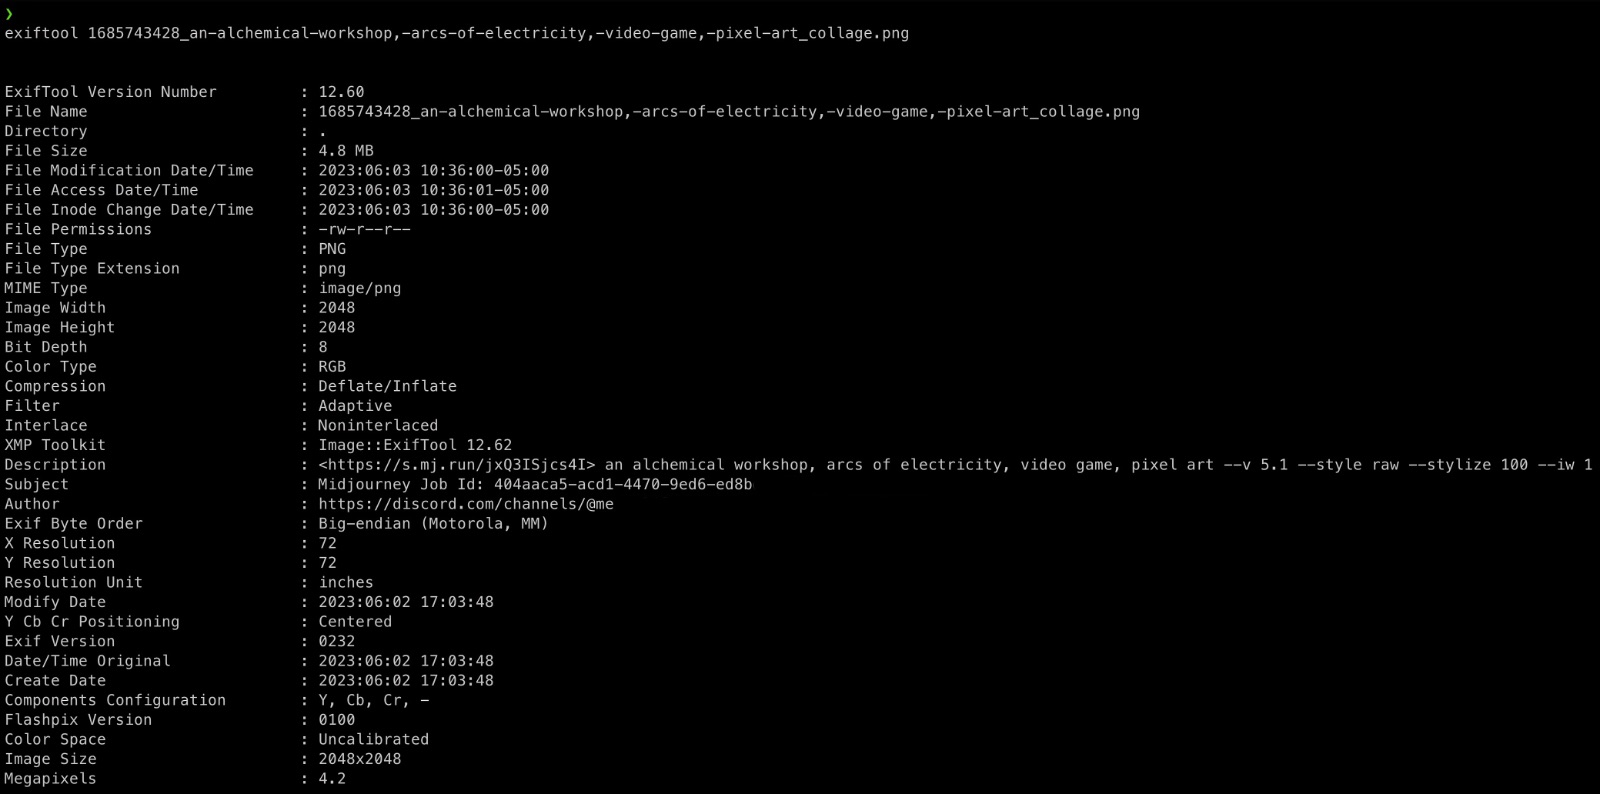 ❯
exiftool 1685743428_an-alchemical-workshop,-arcs-of-electricity,-video-game,-pixel-art_collage.png
ExifTool Version Number : 12.60
File Name : 1685743428_an-alchemical-workshop,-arcs-of-electricity,-video-game,-pixel-art_collage.png
Directory : .
File Size : 4.8 MB
File Modification Date/Time : 2023:06:03 10:36:00-05:00
File Access Date/Time : 2023:06:03 10:36:01-05:00
File Inode Change Date/Time : 2023:06:03 10:36:00-05:00
File Permissions : -rw-r--r--
File Type : PNG
File Type Extension : png
MIME Type : image/png
Image Width : 2048
Image Height : 2048
Bit Depth : 8
Color Type : RGB
Compression : Deflate/Inflate
Filter : Adaptive
Interlace : Noninterlaced
XMP Toolkit : Image::ExifTool 12.62
Description : <https://s.mj.run/jxQ3ISjcs4I> an alchemical workshop, arcs of electricity, video game, pixel art --v 5.1 --style raw --stylize 100 --iw 1
Subject : Midjourney Job Id: 404aaca5-acd1-4470-9ed6-ed8b
Author : https://discord.com/channels/@me
Exif Byte Order : Big-endian (Motorola, MM)
X Resolution : 72
Y Resolution : 72
Resolution Unit : inches
Modify Date : 2023:06:02 17:03:48
Y Cb Cr Positioning : Centered
Exif Version : 0232
Date/Time Original : 2023:06:02 17:03:48
Create Date : 2023:06:02 17:03:48
Components Configuration : Y, Cb, Cr, -
Flashpix Version : 0100
Color Space : Uncalibrated
Image Size : 2048x2048
Megapixels : 4.2